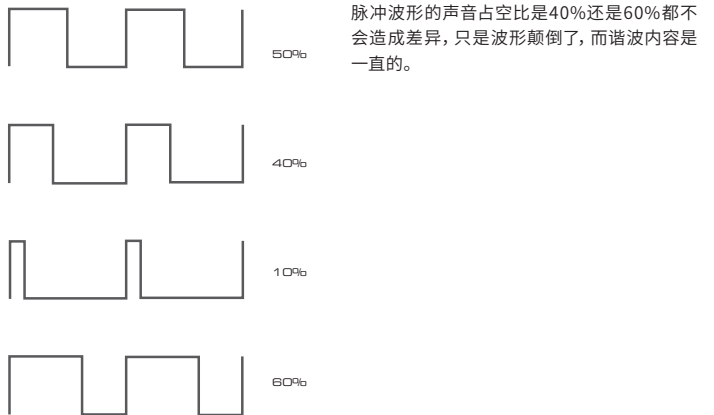 脉冲波形的声音占空比是40%还是60%都不
会造成差异，只是波形颠倒了，而谐波内容是
一直的。
50%
40%
10%
60%